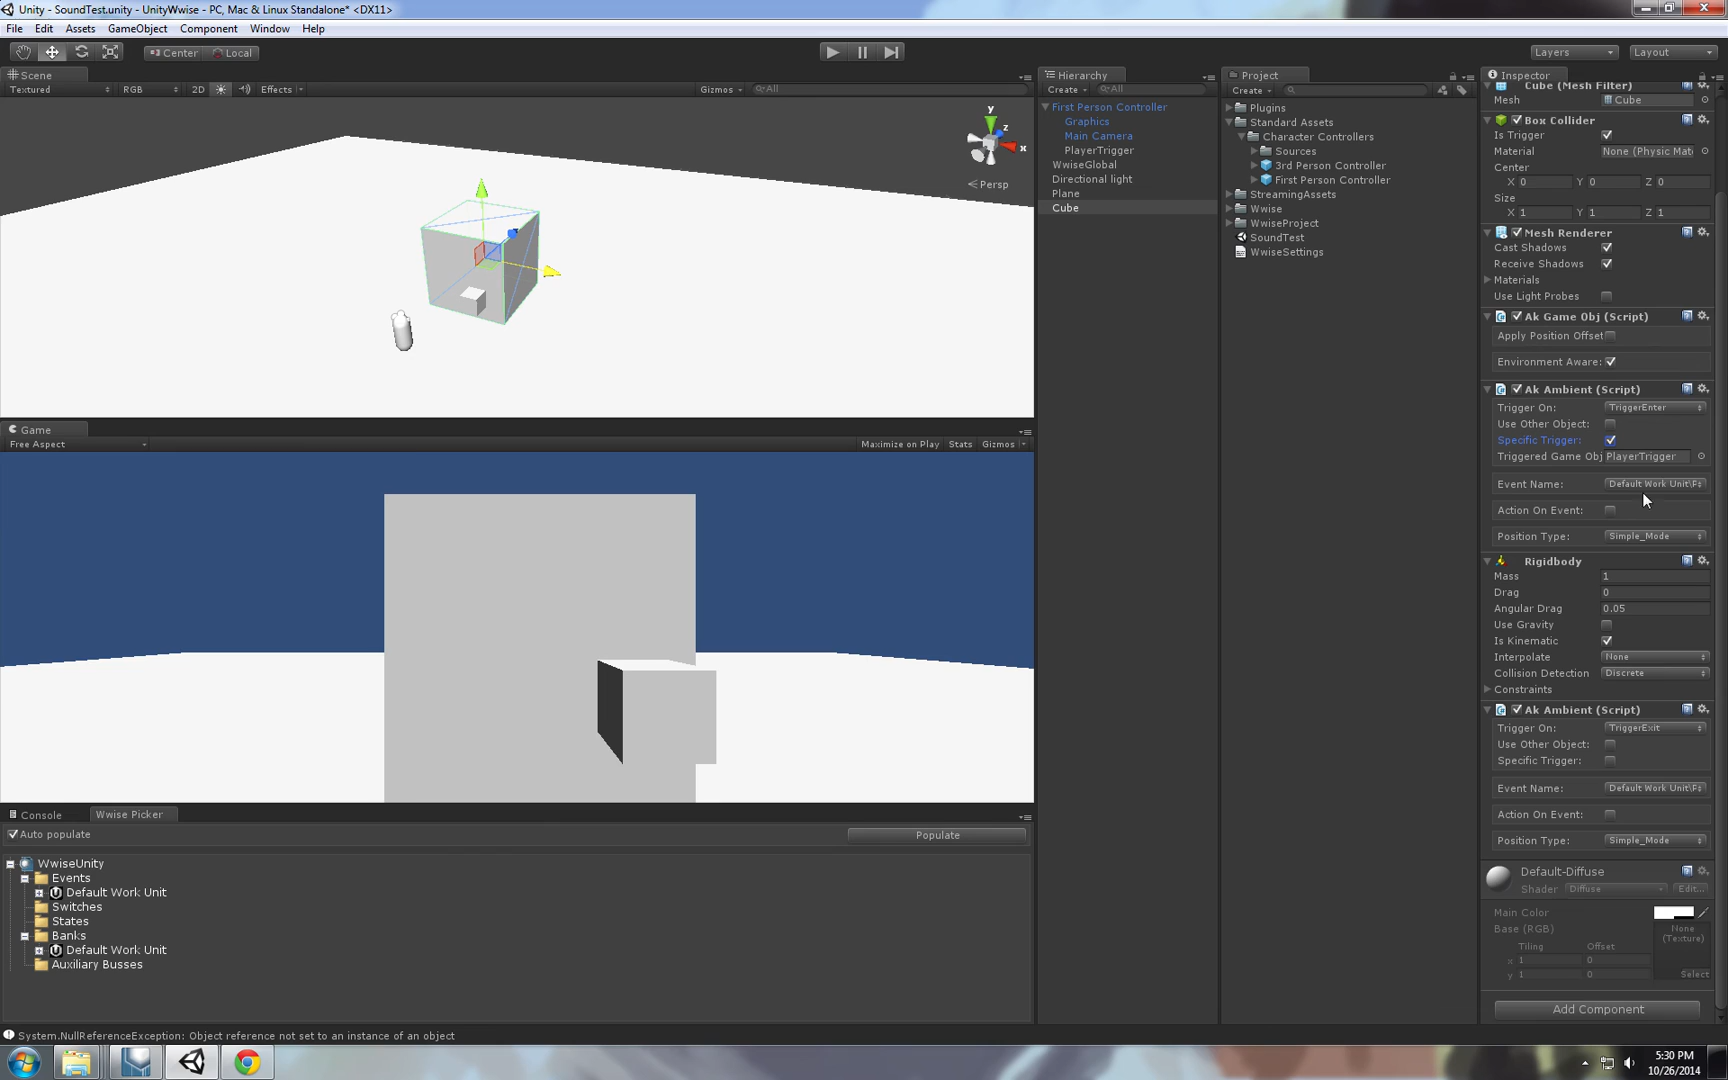 Unity - SoundTest.unity - UnityWwise - PC, Mac & Linux Standalone* <DX11>
File Edit Assets GameObject Component Window Help
Center Local
Layers Layout
Scene
Textured RGB 2D Effects Gizmos All
y
z
x
Persp
Game
Free Aspect Maximize on Play Stats Gizmos
Console Wwise Picker
Auto populate Populate
WwiseUnity
Events
Default Work Unit
Switches
States
Banks
Default Work Unit
Auxiliary Busses
System.NullReferenceException: Object reference not set to an instance of an object
Hierarchy
Create All
First Person Controller
Graphics
Main Camera
PlayerTrigger
WwiseGlobal
Directional light
Plane
Cube
Project
Create
Plugins
Standard Assets
Character Controllers
Sources
3rd Person Controller
First Person Controller
StreamingAssets
Wwise
WwiseProject
SoundTest
WwiseSettings
Inspector
Cube (Mesh Filter)
Mesh Cube
Box Collider
Is Trigger
Material None (Physic Mat
Center
X 0 Y 0 Z 0
Size
X 1 Y 1 Z 1
Mesh Renderer
Cast Shadows
Receive Shadows
Materials
Use Light Probes
Ak Game Obj (Script)
Apply Position Offset
Environment Aware:
Ak Ambient (Script)
Trigger On: TriggerEnter
Use Other Object:
Specific Trigger:
Triggered Game Obj PlayerTrigger
Event Name: Default Work Unit\P
Action On Event:
Position Type: Simple_Mode
Rigidbody
Mass 1
Drag 0
Angular Drag 0.05
Use Gravity
Is Kinematic
Interpolate None
Collision Detection Discrete
Constraints
Ak Ambient (Script)
Trigger On: TriggerExit
Use Other Object:
Specific Trigger:
Event Name: Default Work Unit\P
Action On Event:
Position Type: Simple_Mode
Default-Diffuse
Shader Diffuse Edit...
Main Color
Base (RGB) None
(Texture)
Tiling Offset
x 1 0
y 1 0
Select
Add Component
5:30 PM
10/26/2014